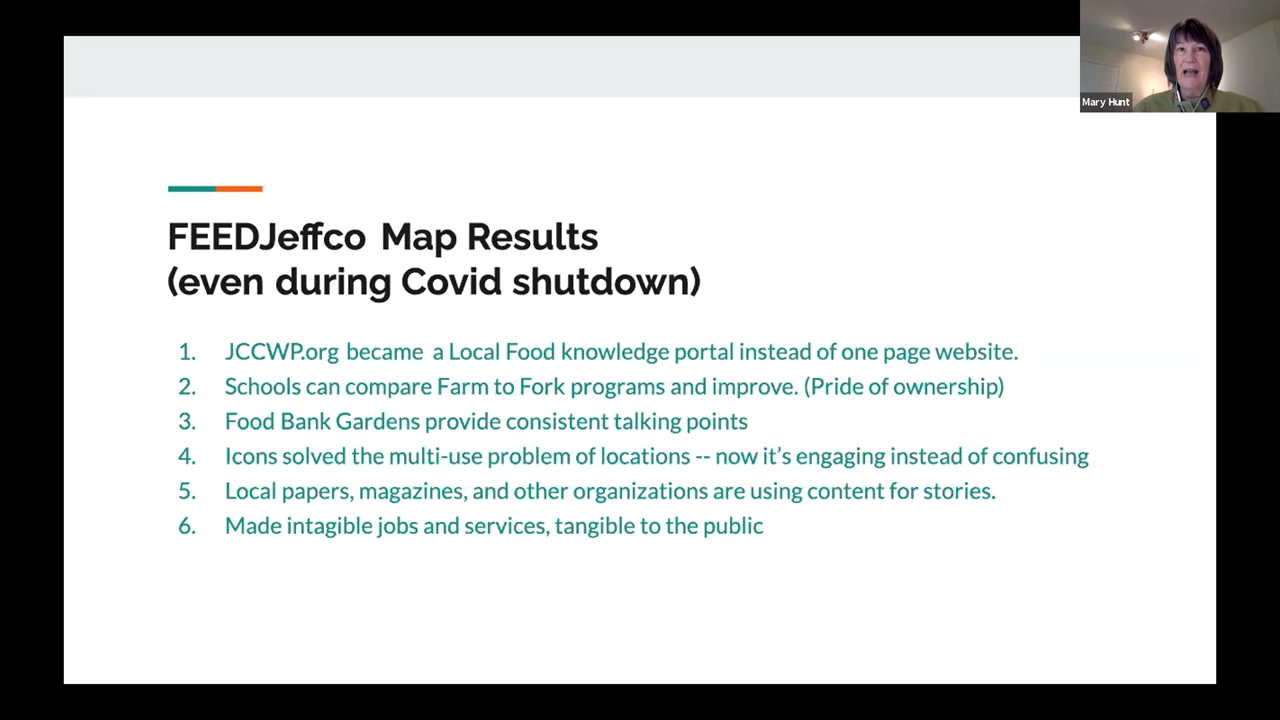 Mary Hunt
FEEDJeffco Map Results
(even during Covid shutdown)
1. JCCWP.org became a Local Food knowledge portal instead of one page website.
2. Schools can compare Farm to Fork programs and improve. (Pride of ownership)
3. Food Bank Gardens provide consistent talking points
4. Icons solved the multi-use problem of locations -- now it's engaging instead of confusing
5. Local papers, magazines, and other organizations are using content for stories.
6. Made intagible jobs and services, tangible to the public